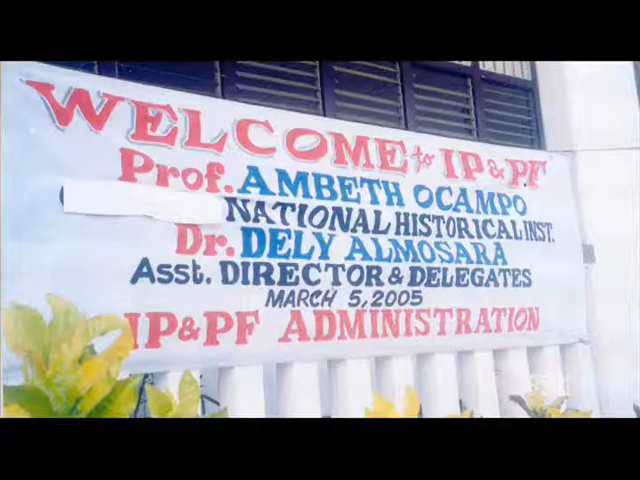 WELCOME to IP&PF
Prof. AMBETH OCAMPO
NATIONAL HISTORICAL INST.
Dr. DELY ALMOSARA
Asst. DIRECTOR & DELEGATES
MARCH 5, 2005
IP&PF ADMINISTRATION